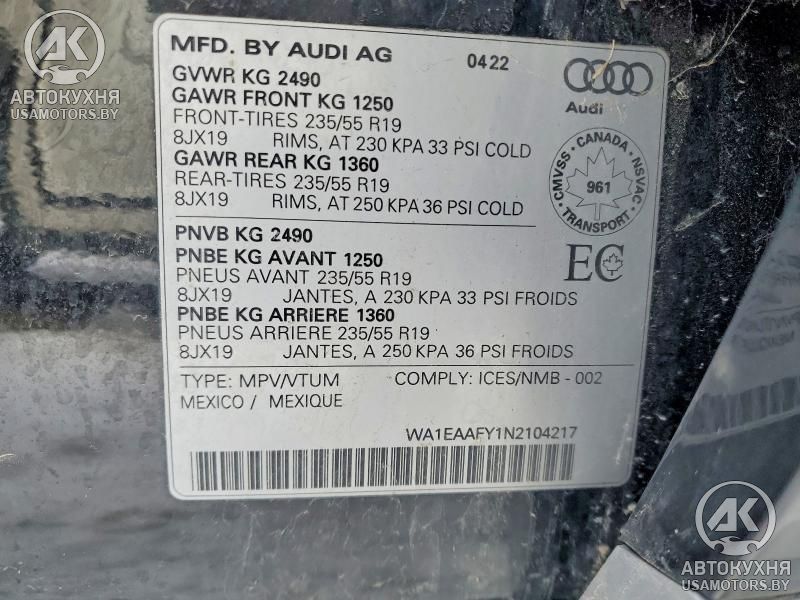 MFD. BY AUDI AG 0422
Audi
GVWR KG 2490
GAWR FRONT KG 1250
FRONT-TIRES 235/55 R19
8JX19 RIMS, AT 230 KPA 33 PSI COLD
GAWR REAR KG 1360
REAR-TIRES 235/55 R19
8JX19 RIMS, AT 250 KPA 36 PSI COLD
CMVSS • CANADA • NSVAC • TRANSPORT •
961
PNVB KG 2490
PNBE KG AVANT 1250
PNEUS AVANT 235/55 R19
8JX19 JANTES, A 230 KPA 33 PSI FROIDS
PNBE KG ARRIERE 1360
PNEUS ARRIERE 235/55 R19
8JX19 JANTES, A 250 KPA 36 PSI FROIDS
EC
TYPE: MPV/VTUM COMPLY: ICES/NMB - 002
MEXICO / MEXIQUE
WA1EAAFY1N2104217
АК
АВТОКУХНЯ
USAMOTORS.BY
АК
АВТОКУХНЯ
USAMOTORS.BY